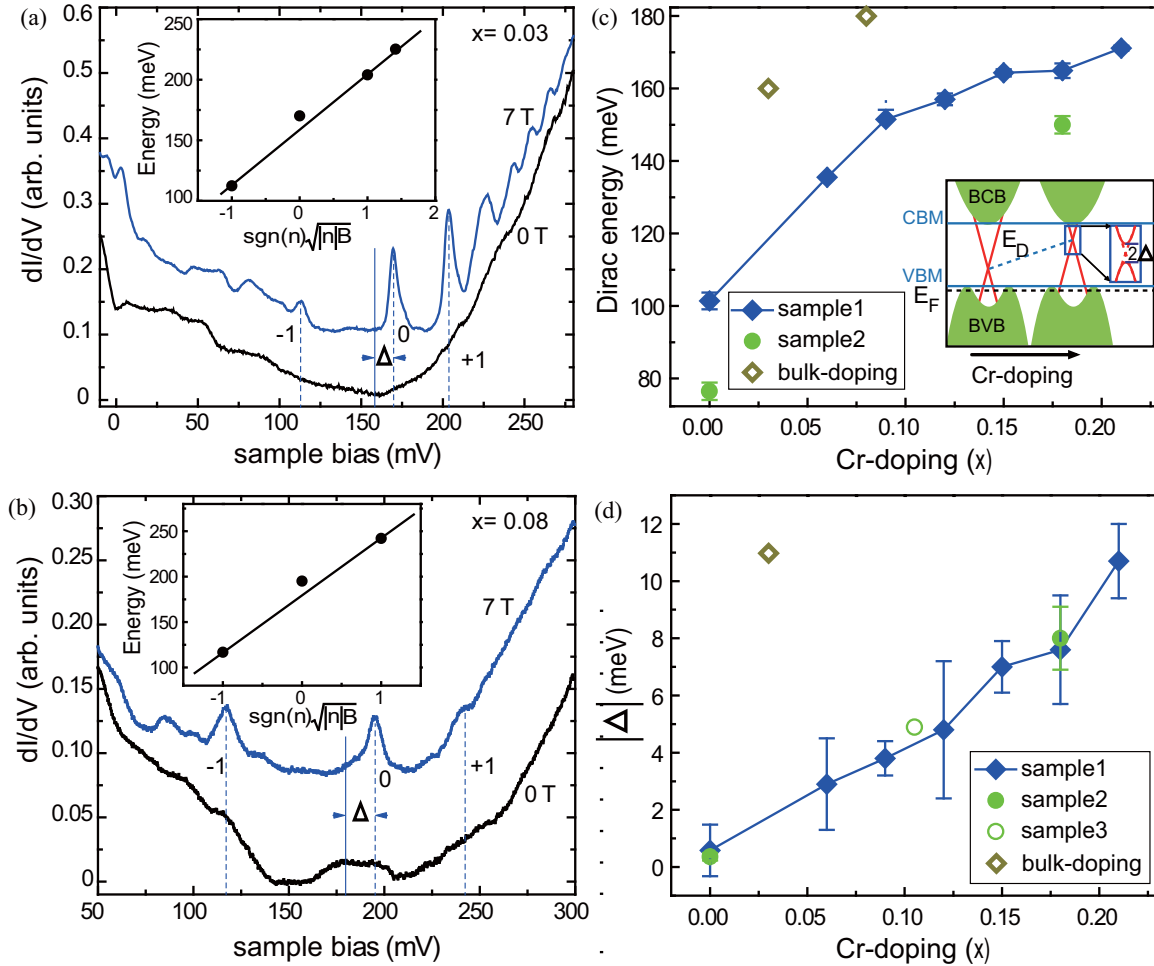 (a)
x= 0.03
7 T
0 T
-1
0
+1
Δ
dI/dV (arb. units)
0.6
0.5
0.4
0.3
0.2
0.1
0
0
50
100
150
200
250
sample bias (mV)
Energy (meV)
250
200
150
100
-1
0
1
2
sgn(n)√|n|B
(b)
x= 0.08
7 T
0 T
-1
0
+1
Δ
dI/dV (arb. units)
0.30
0.25
0.20
0.15
0.10
0.05
0
50
100
150
200
250
300
sample bias (mV)
Energy (meV)
250
200
150
100
-1
0
1
sgn(n)√|n|B
(c)
Dirac energy (meV)
180
160
140
120
100
80
0.00
0.05
0.10
0.15
0.20
Cr-doping (x)
sample1
sample2
bulk-doping
BCB
CBM
E_D
2Δ
VBM
E_F
BVB
Cr-doping
(d)
|Δ| (meV)
12
10
8
6
4
2
0
0.00
0.05
0.10
0.15
0.20
Cr-doping (x)
sample1
sample2
sample3
bulk-doping